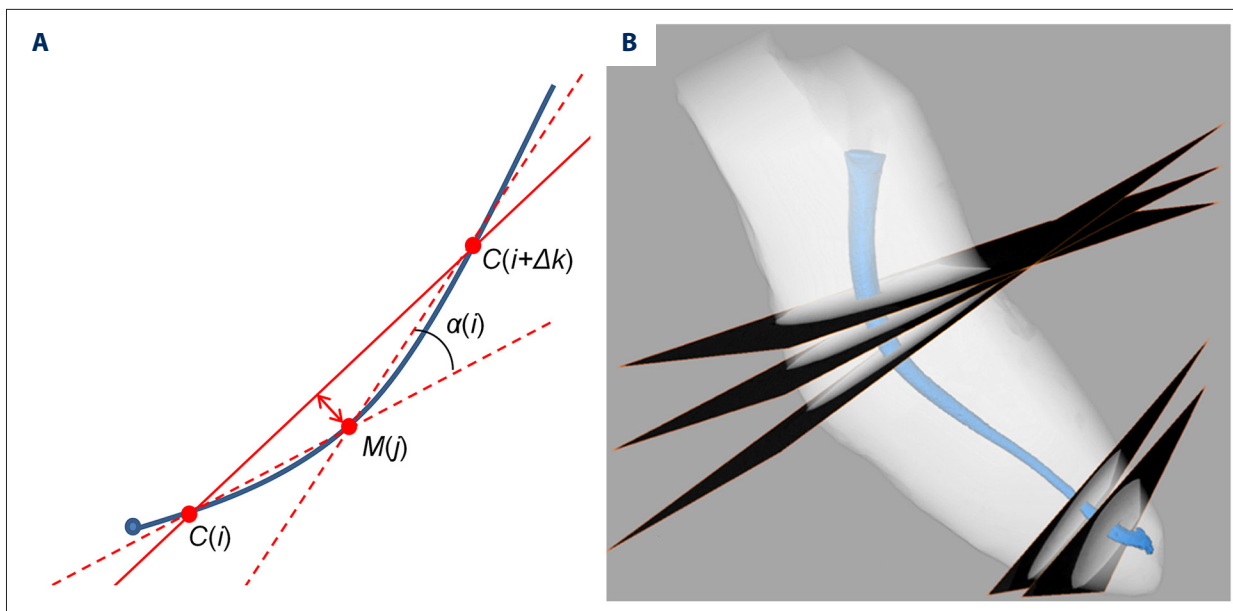 A
B
C(i+Δk)
α(i)
M(j)
C(i)